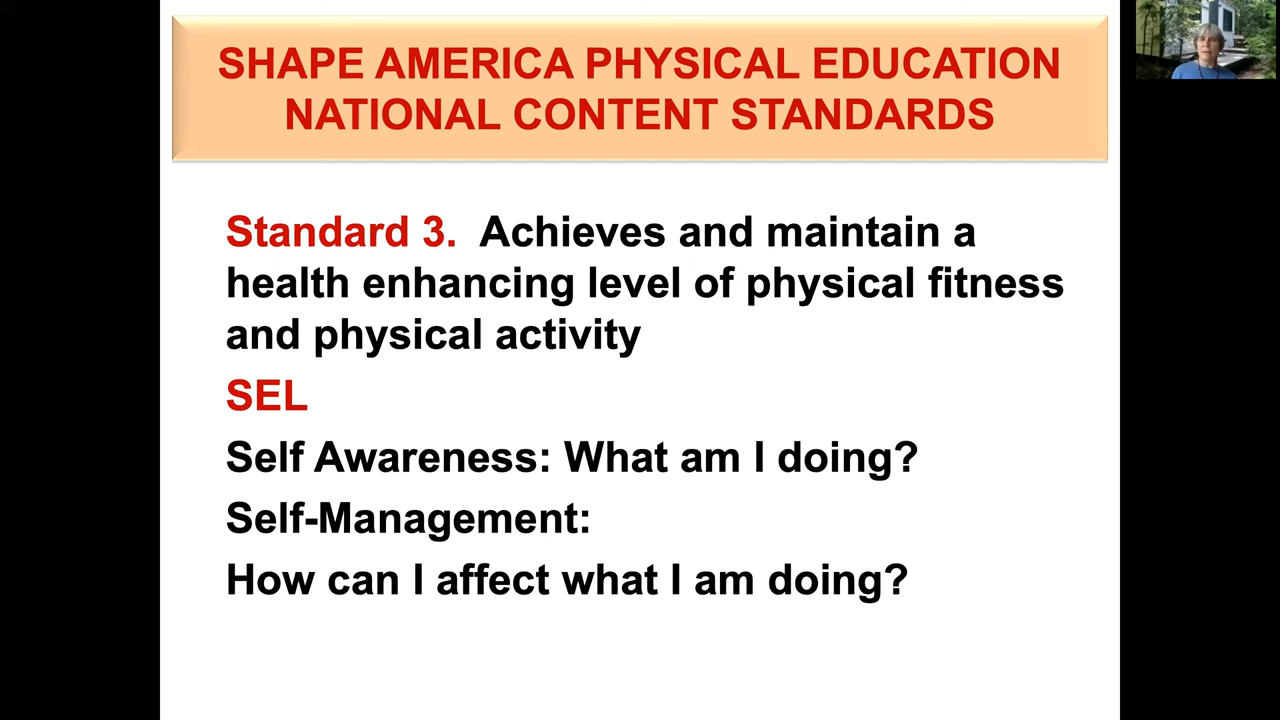 SHAPE AMERICA PHYSICAL EDUCATION
NATIONAL CONTENT STANDARDS
Standard 3. Achieves and maintain a
health enhancing level of physical fitness
and physical activity
SEL
Self Awareness: What am I doing?
Self-Management:
How can I affect what I am doing?